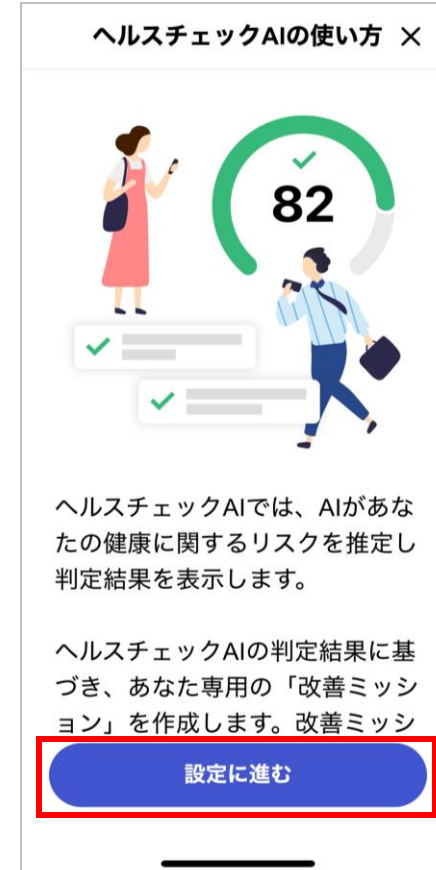 ヘルスチェックAIの使い方 ×
82
ヘルスチェックAIでは、AIがあな
たの健康に関するリスクを推定し
判定結果を表示します。
ヘルスチェックAIの判定結果に基
づき、あなた専用の「改善ミッシ
ョン」を作成します。改善ミッシ
設定に進む